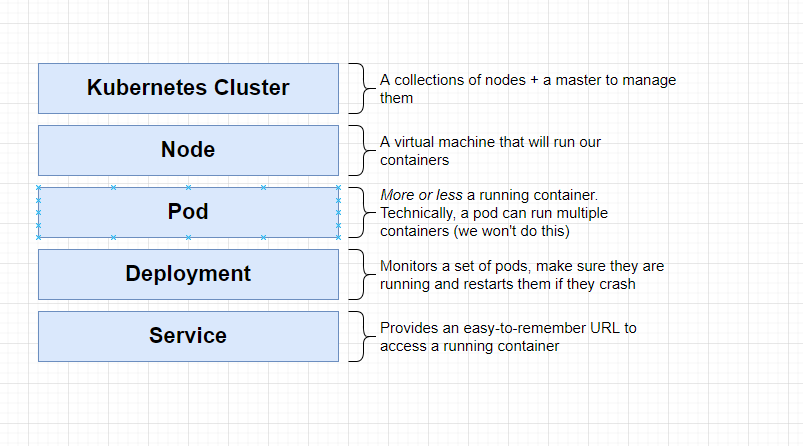 Kubernetes Cluster
A collections of nodes + a master to manage
them
Node
A virtual machine that will run our
containers
Pod
More or less a running container.
Technically, a pod can run multiple
containers (we won't do this)
Deployment
Monitors a set of pods, make sure they are
running and restarts them if they crash
Service
Provides an easy-to-remember URL to
access a running container